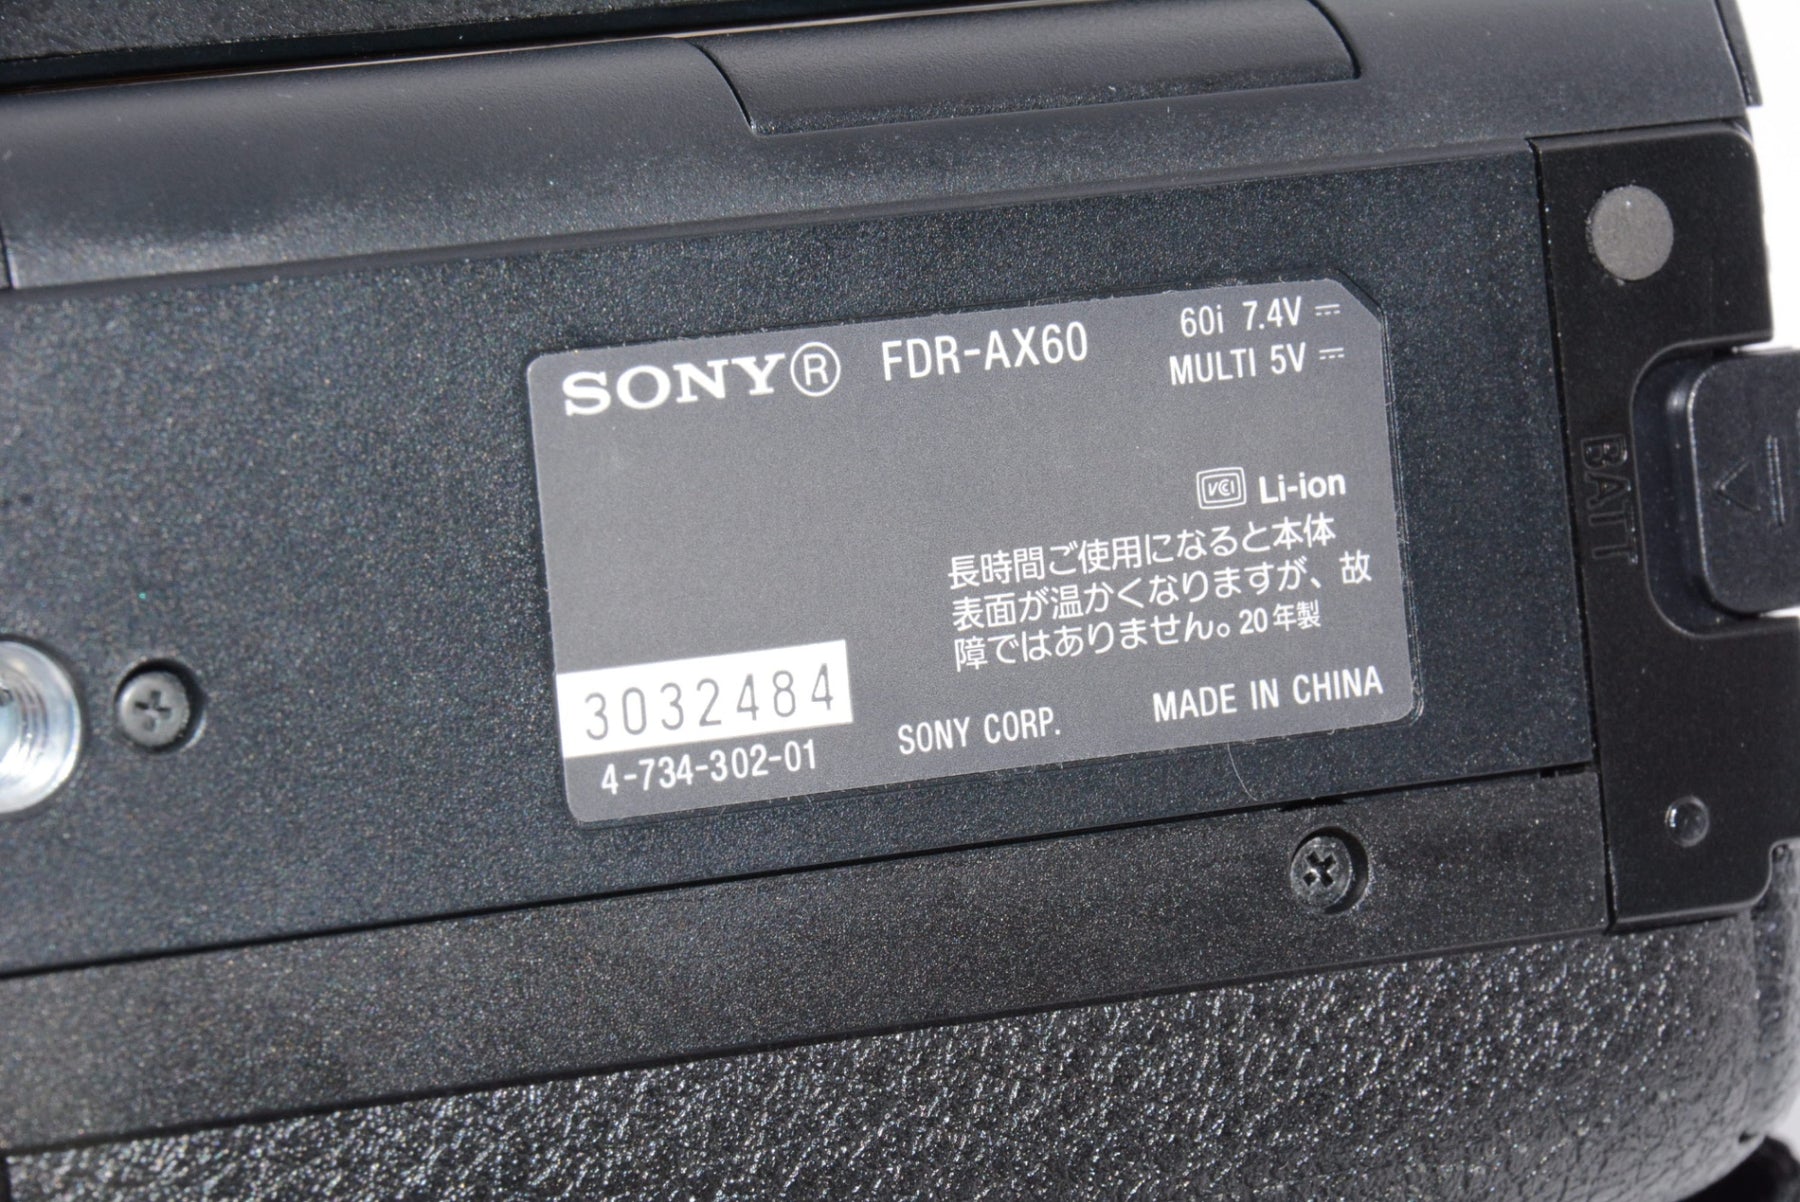 SONY® FDR-AX60
60i 7.4V ⎓
MULTI 5V ⎓
VCCI Li-ion
長時間ご使用になると本体
表面が温かくなりますが、故
障ではありません。20年製
3032484
4-734-302-01
SONY CORP.
MADE IN CHINA
BATT